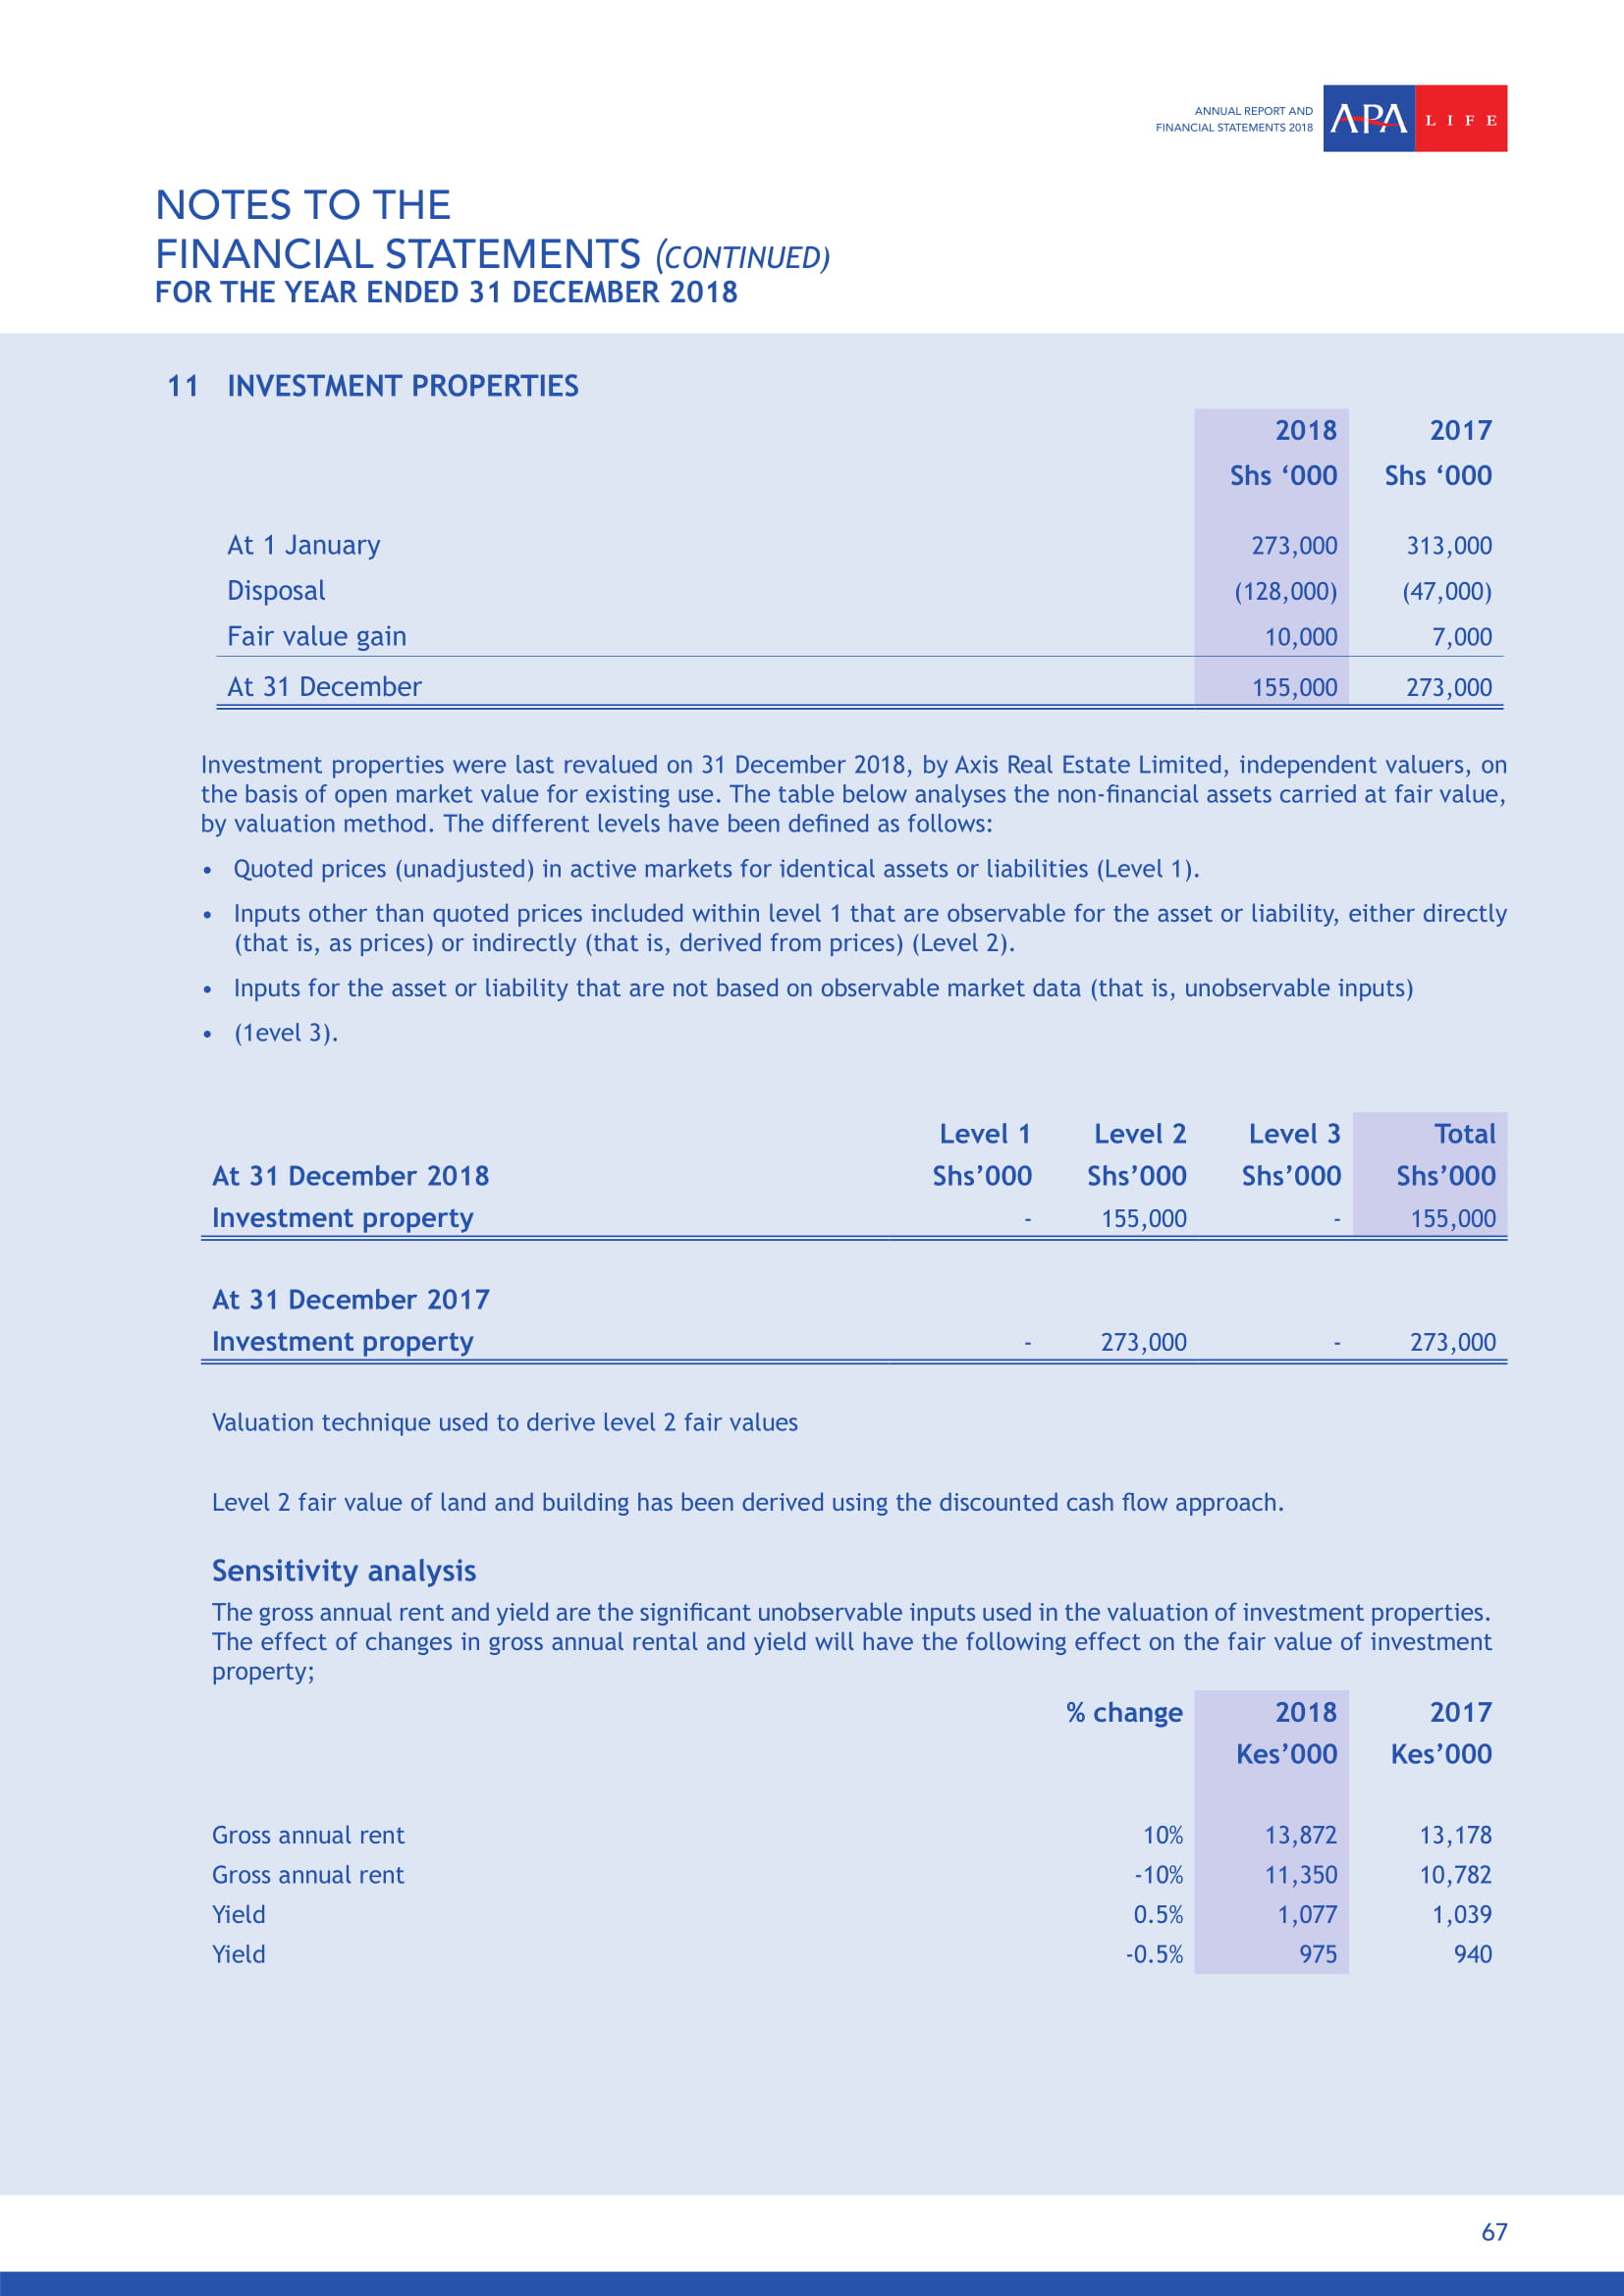 ANNUAL REPORT AND
FINANCIAL STATEMENTS 2018
APA LIFE
NOTES TO THE
FINANCIAL STATEMENTS (CONTINUED)
FOR THE YEAR ENDED 31 DECEMBER 2018
11 INVESTMENT PROPERTIES
2018 2017
Shs ‘000 Shs ‘000
At 1 January 273,000 313,000
Disposal (128,000) (47,000)
Fair value gain 10,000 7,000
At 31 December 155,000 273,000
Investment properties were last revalued on 31 December 2018, by Axis Real Estate Limited, independent valuers, on
the basis of open market value for existing use. The table below analyses the non-financial assets carried at fair value,
by valuation method. The different levels have been defined as follows:
• Quoted prices (unadjusted) in active markets for identical assets or liabilities (Level 1).
• Inputs other than quoted prices included within level 1 that are observable for the asset or liability, either directly
(that is, as prices) or indirectly (that is, derived from prices) (Level 2).
• Inputs for the asset or liability that are not based on observable market data (that is, unobservable inputs)
• (1evel 3).
Level 1 Level 2 Level 3 Total
At 31 December 2018 Shs’000 Shs’000 Shs’000 Shs’000
Investment property - 155,000 - 155,000
At 31 December 2017
Investment property - 273,000 - 273,000
Valuation technique used to derive level 2 fair values
Level 2 fair value of land and building has been derived using the discounted cash flow approach.
Sensitivity analysis
The gross annual rent and yield are the significant unobservable inputs used in the valuation of investment properties.
The effect of changes in gross annual rental and yield will have the following effect on the fair value of investment
property;
% change 2018 2017
Kes’000 Kes’000
Gross annual rent 10% 13,872 13,178
Gross annual rent -10% 11,350 10,782
Yield 0.5% 1,077 1,039
Yield -0.5% 975 940
67